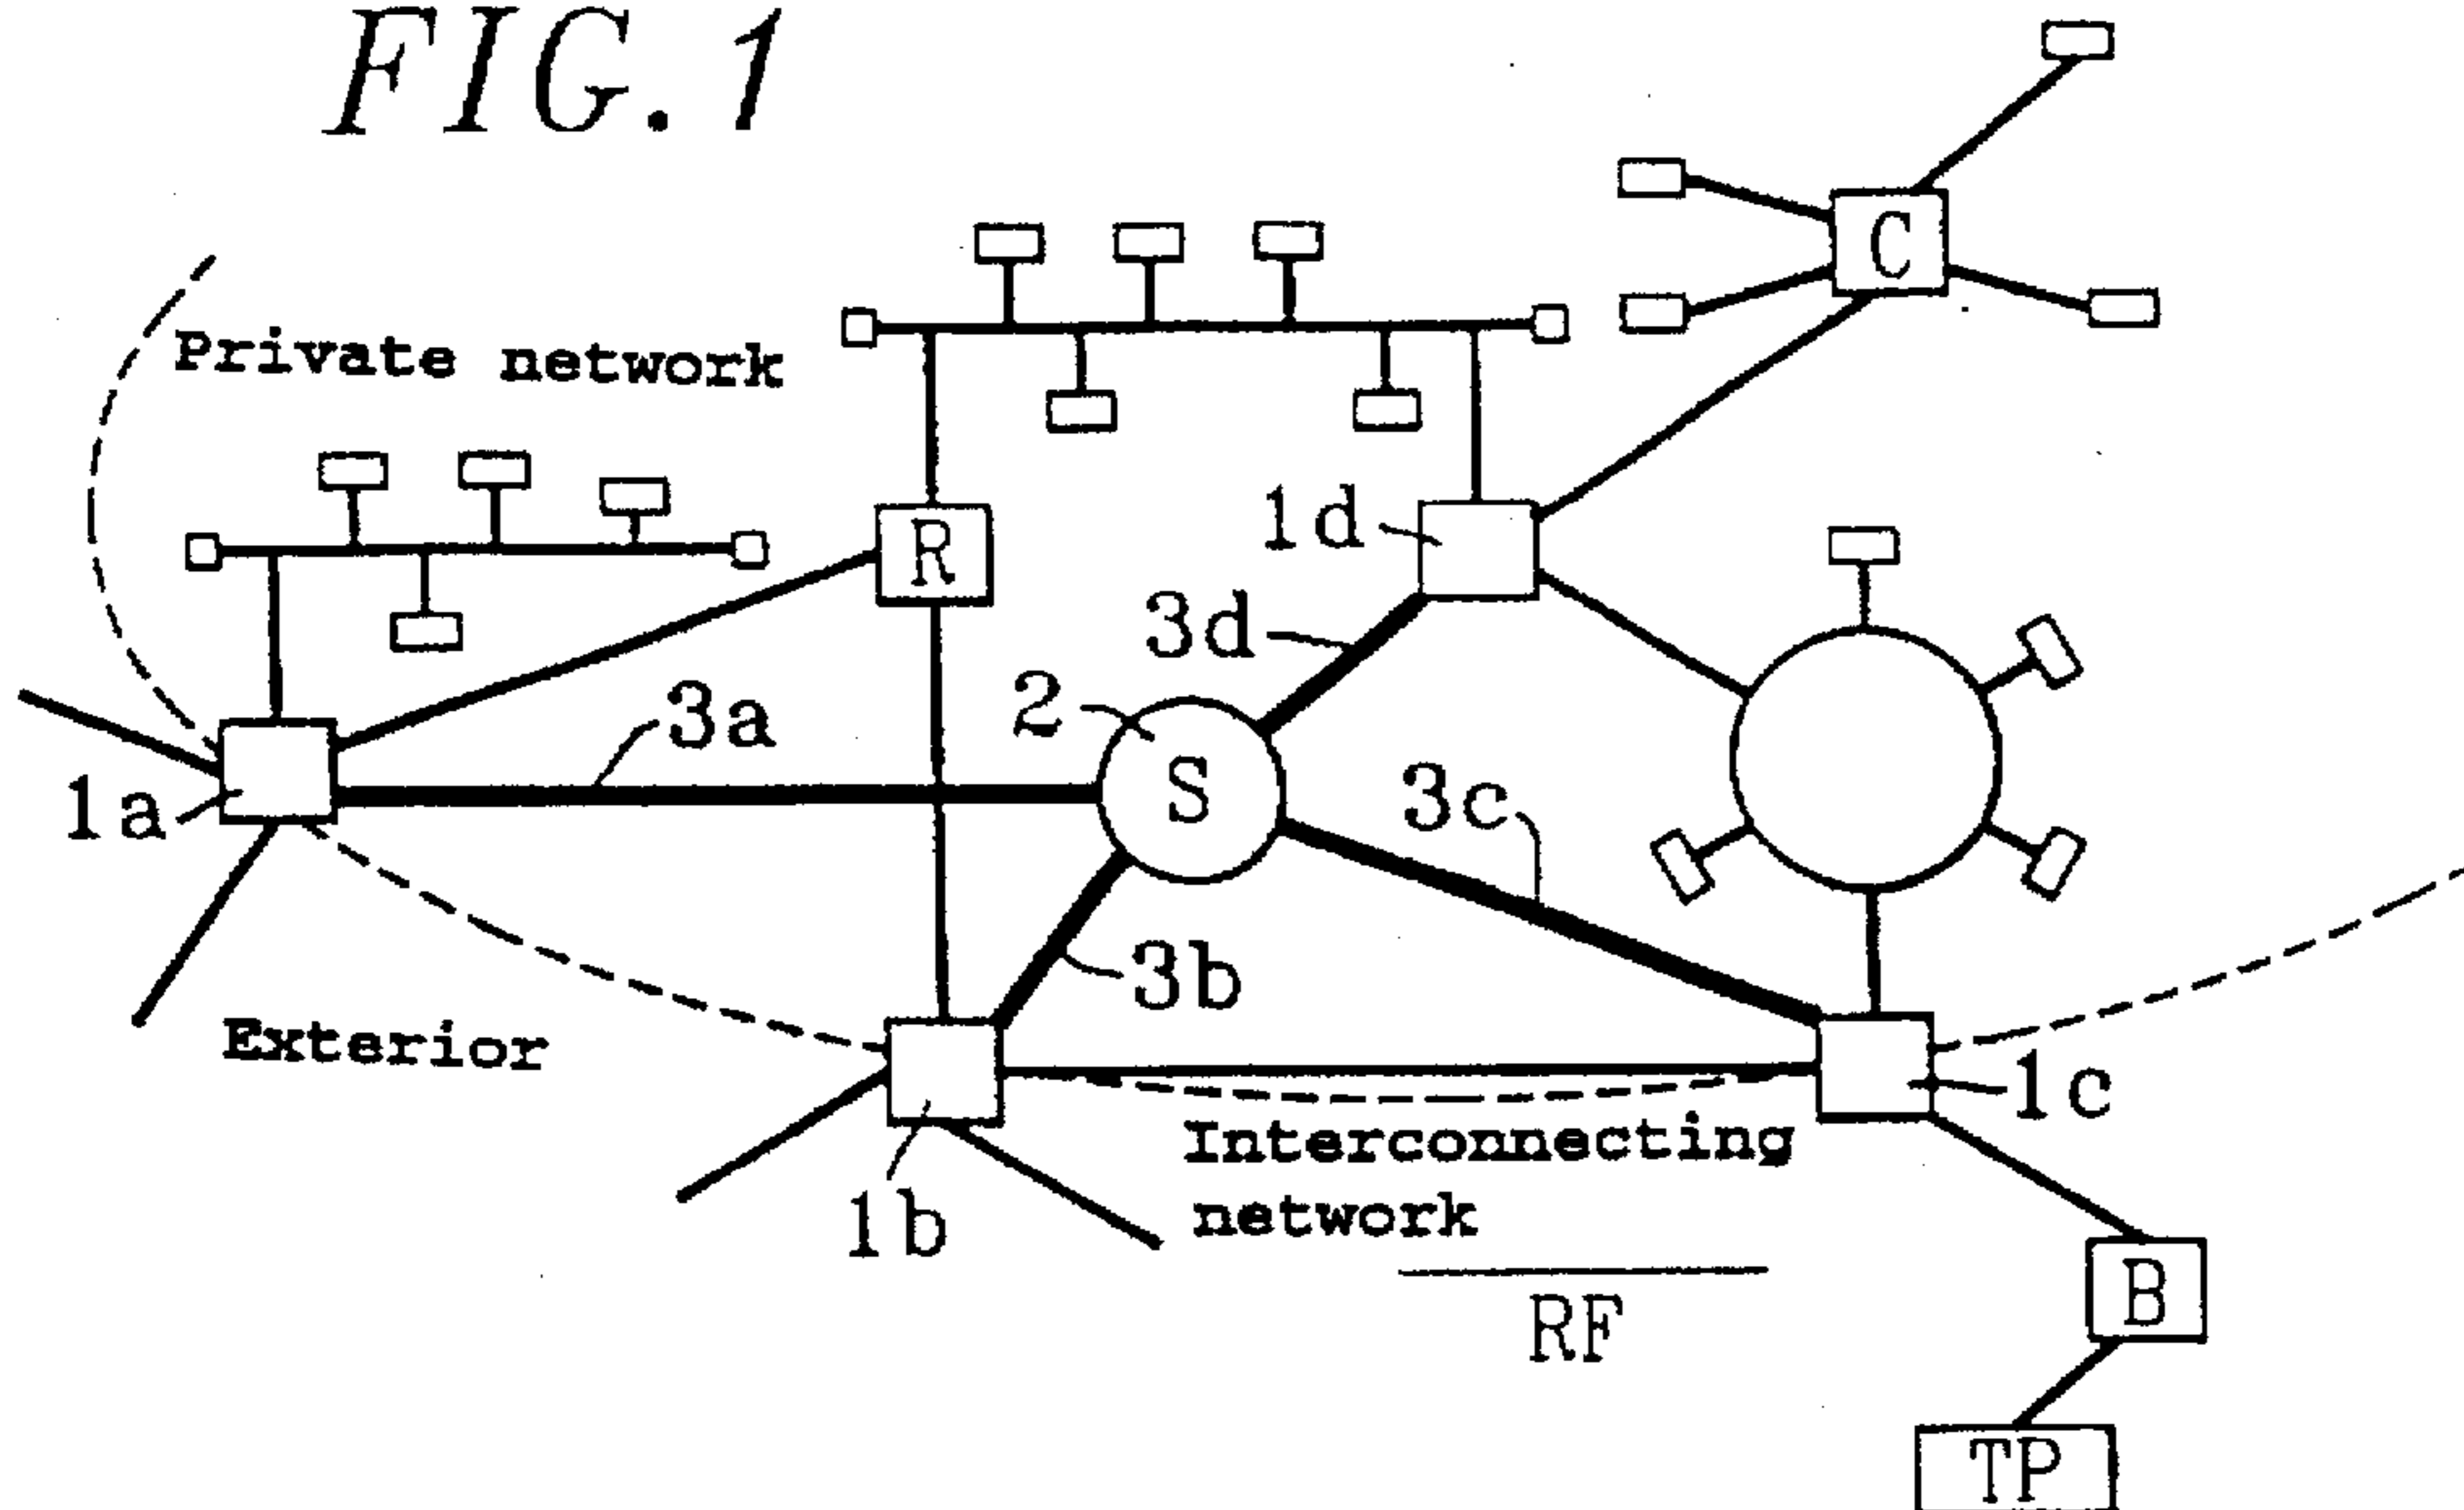 FIG. 1
C
Private network
R
1d
3d
2
3a
S
3c
1a
3b
Exterior
1c
Interconnecting
network
1b
RF
B
TP